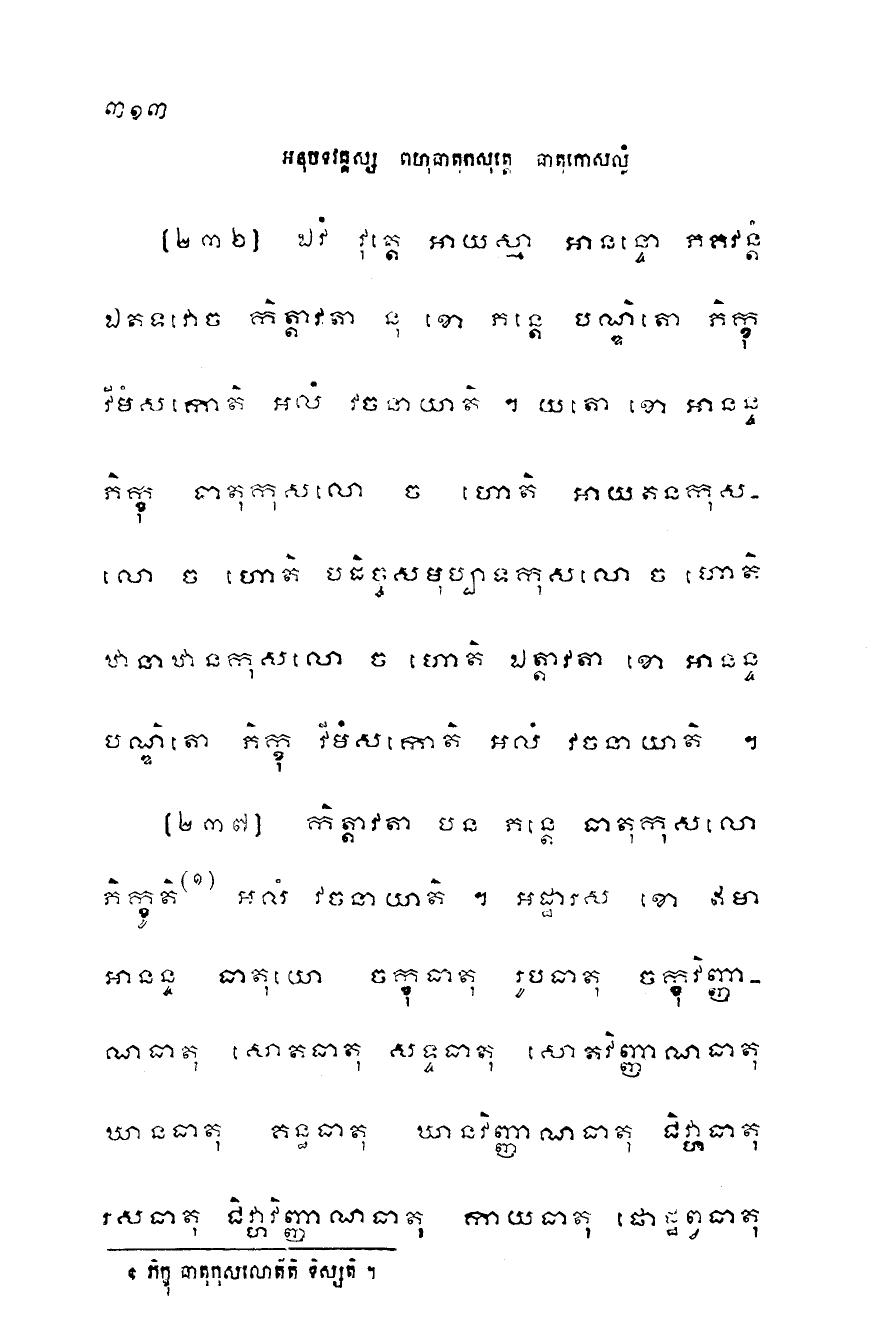 ៣១៣
អនុបទវគ្គស្ស ពហុធាតុកសុត្តេ ធាតុកោសល្លំ
[២៣៦] ឯវំ វុត្តេ អាយស្មា អានន្ទោ ភគវន្តំ
ឯតទវោច កិត្តាវតា នុ ខោ ភន្តេ បណ្ឌិតោ ភិក្ខុ
វីមំសកោតិ អលំ វចនាយាតិ ។ យតោ ខោ អានន្ទ
ភិក្ខុ ធាតុកុសលោ ច ហោតិ អាយតនកុស-
លោ ច ហោតិ បដិច្ចសមុប្បាទកុសលោ ច ហោតិ
ឋានាឋានកុសលោ ច ហោតិ ឯត្តាវតា ខោ អានន្ទ
បណ្ឌិតោ ភិក្ខុ វីមំសកោតិ អលំ វចនាយាតិ ។
[២៣៧] កិត្តាវតា បន ភន្តេ ធាតុកុសលោ
ភិក្ខូតិ(១) អលំ វចនាយាតិ ។ អដ្ឋារស ខោ ឥមា
អានន្ទ ធាតុយោ ចក្ខុធាតុ រូបធាតុ ចក្ខុវិញ្ញា-
ណធាតុ សោតធាតុ សទ្ទធាតុ សោតវិញ្ញាណធាតុ
ឃានធាតុ គន្ធធាតុ ឃានវិញ្ញាណធាតុ ជិវ្ហាធាតុ
រសធាតុ ជិវ្ហាវិញ្ញាណធាតុ កាយធាតុ ផោដ្ឋព្វធាតុ
១ ភិក្ខុ ធាតុកុសលោតីតិ ទិស្សតិ ។